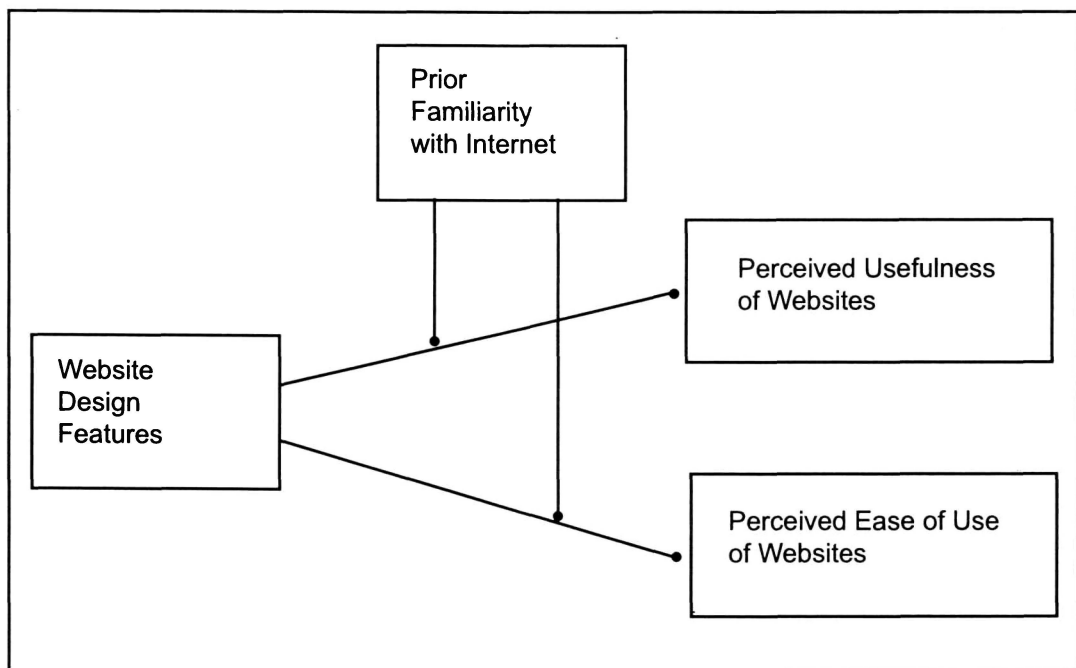 Prior
Familiarity
with Internet
Perceived Usefulness
of Websites
Website
Design
Features
Perceived Ease of Use
of Websites